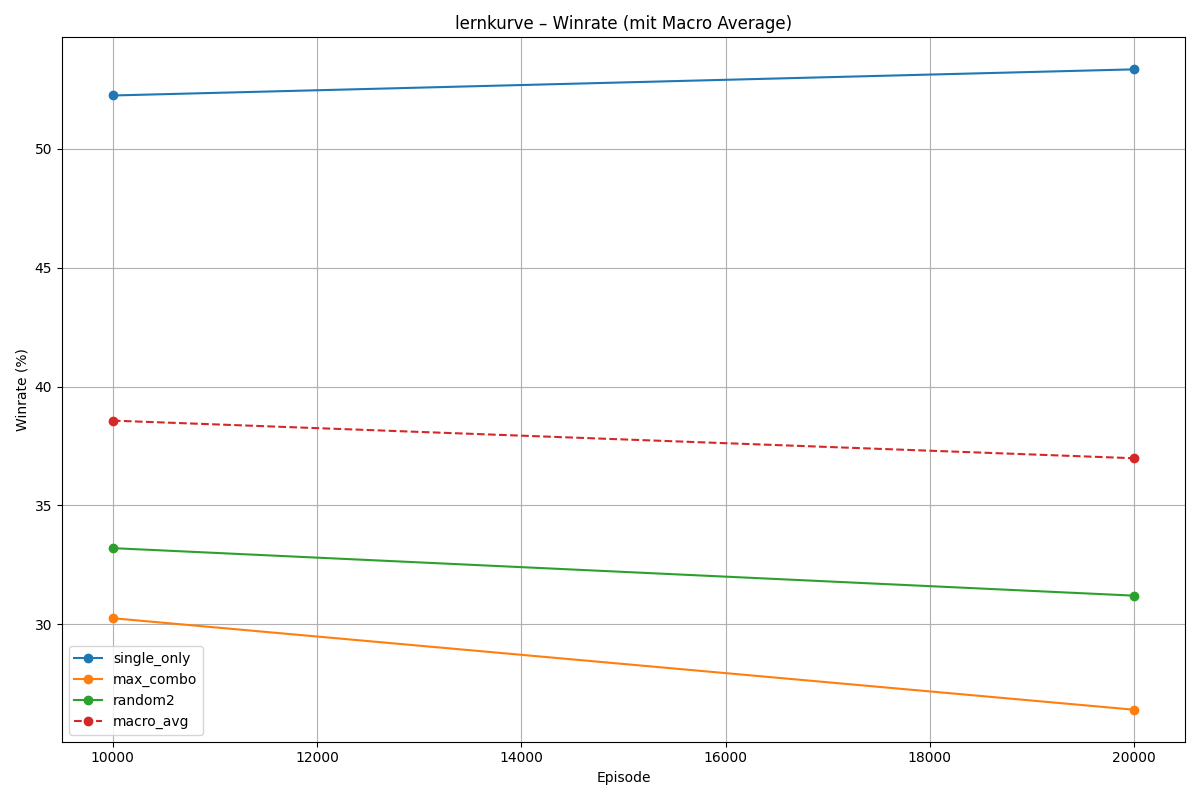 lernkurve – Winrate (mit Macro Average)
Winrate (%)
50
45
40
35
30
single_only
max_combo
random2
macro_avg
10000 12000 14000 16000 18000 20000
Episode